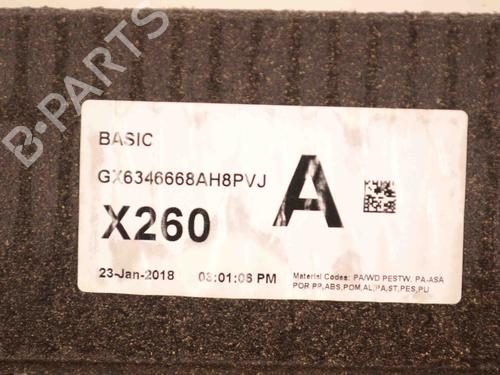 B-PARTS
BASIC
GX6346668AH8PVJ
A
X260
23-Jan-2018 03:01:06 PM
Material Codes: PA/WD PESTW, PA-ASA
POR PP,ABS,POM,AL,PA,ST,PES,PU